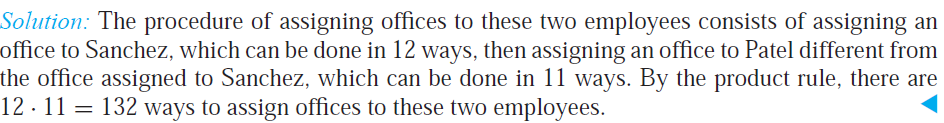 Solution: The procedure of assigning offices to these two employees consists of assigning an
office to Sanchez, which can be done in 12 ways, then assigning an office to Patel different from
the office assigned to Sanchez, which can be done in 11 ways. By the product rule, there are
12 · 11 = 132 ways to assign offices to these two employees.